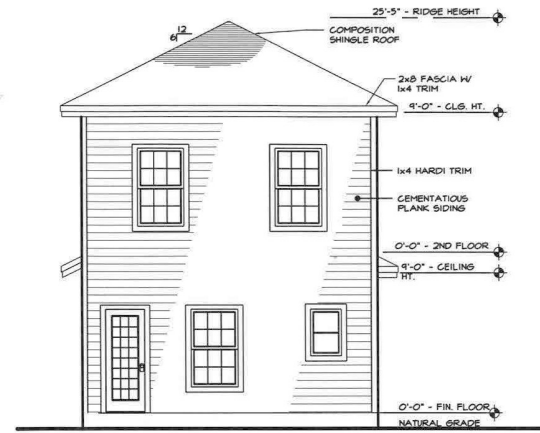 25'-5" - RIDGE HEIGHT
12
6
COMPOSITION
SHINGLE ROOF
2x8 FASCIA W/
1x4 TRIM
9'-0" - CLG. HT.
1x4 HARDI TRIM
CEMENTATIOUS
PLANK SIDING
0'-0" - 2ND FLOOR
9'-0" - CEILING
HT.
0'-0" - FIN. FLOOR
NATURAL GRADE